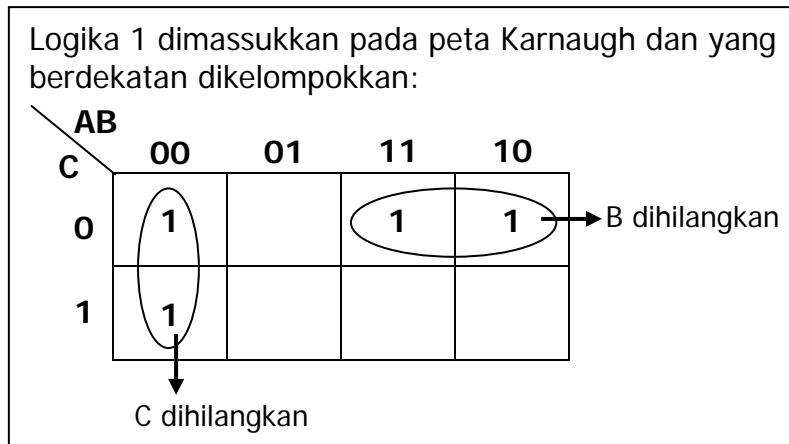 Logika 1 dimassukkan pada peta Karnaugh dan yang
berdekatan dikelompokkan:
AB
C 00 01 11 10
0 1 1 1 B dihilangkan
1 1
C dihilangkan